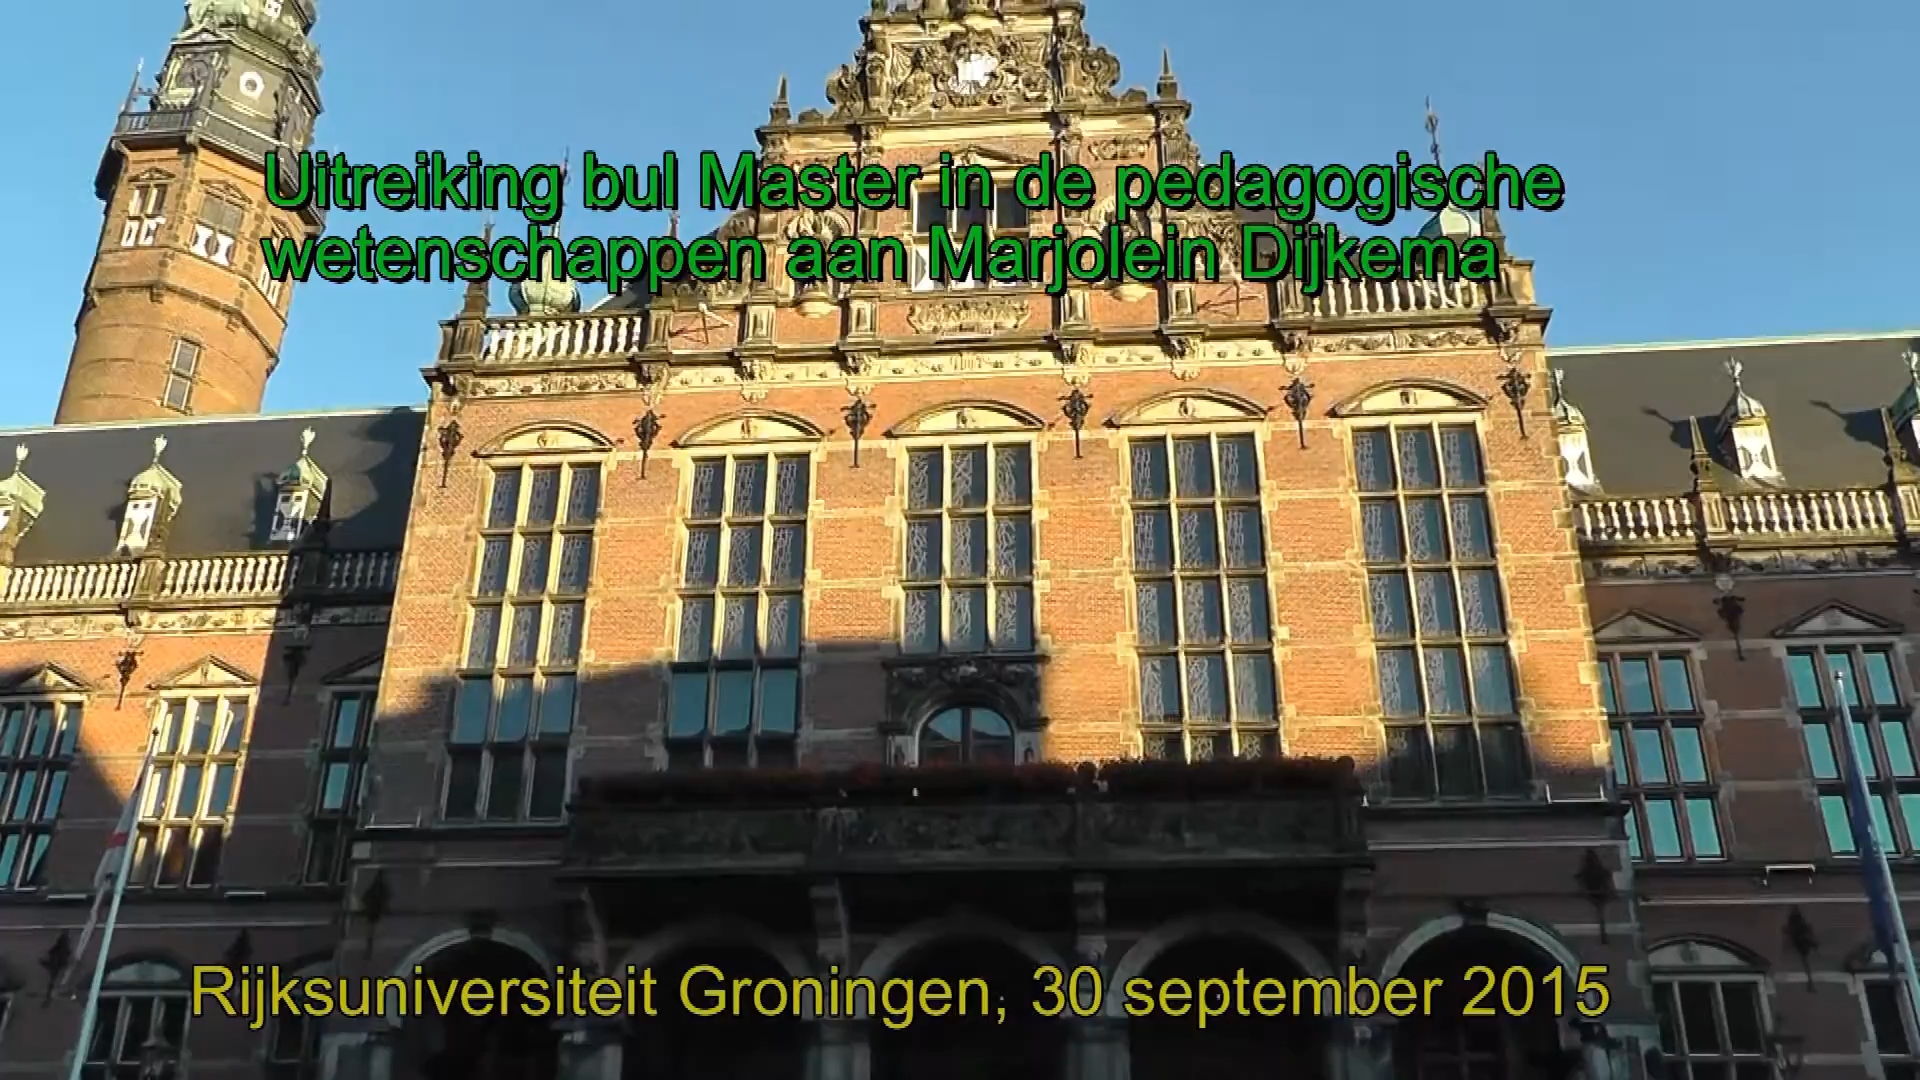 Uitreiking bul Master in de pedagogische
wetenschappen aan Marjolein Dijkema
Rijksuniversiteit Groningen, 30 september 2015